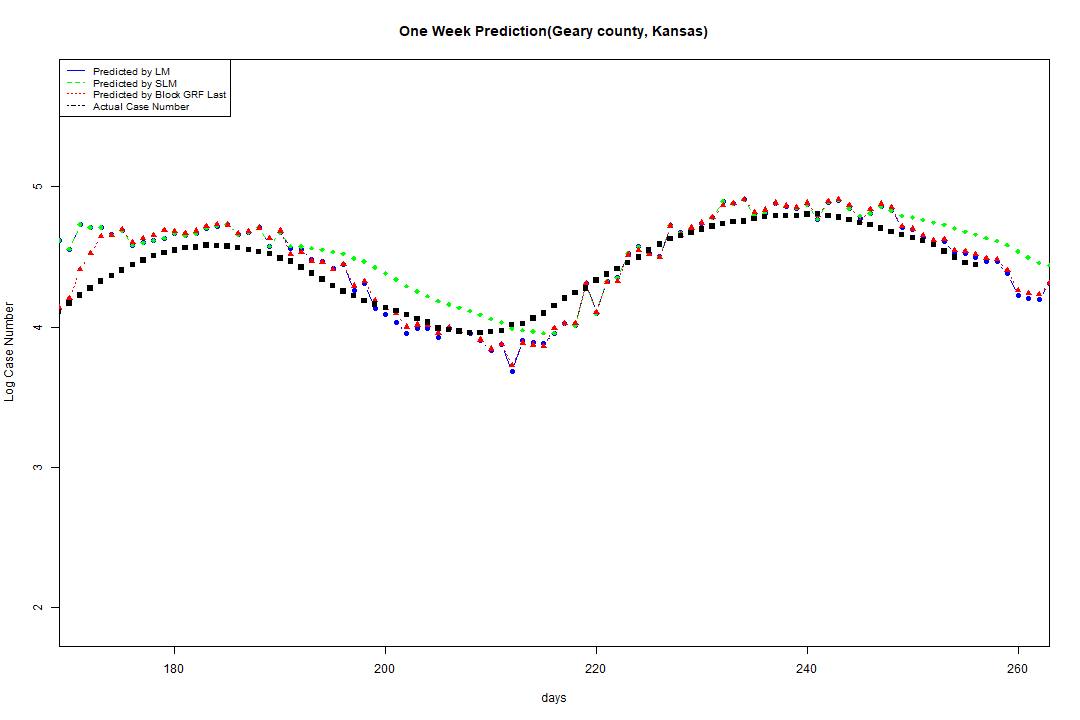 One Week Prediction(Geary county, Kansas)
Predicted by LM
Predicted by SLM
Predicted by Block GRF Last
Actual Case Number
5
4
3
2
Log Case Number
180 200 220 240 260
days